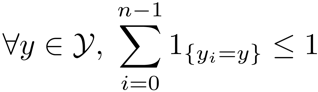 ∀y ∈ 𝒴, ∑_{i=0}^{n−1} 1_{{y_i=y}} ≤ 1